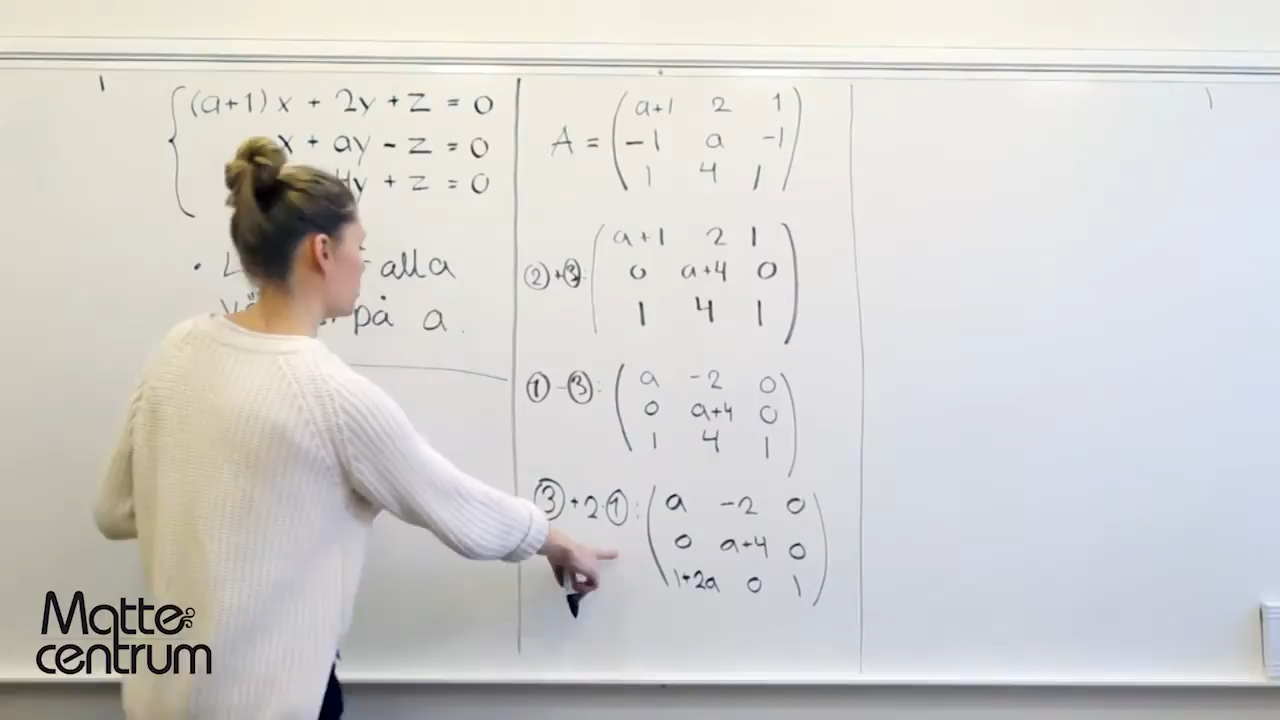 (a+1)x + 2y + z = 0
x + ay - z = 0
4y + z = 0
alla
på a.
A = ( a+1 2 1
-1 a -1
1 4 1 )
②+③: ( a+1 2 1
0 a+4 0
1 4 1 )
①-③: ( a -2 0
0 a+4 0
1 4 1 )
③+2·①: ( a -2 0
0 a+4 0
1+2a 0 1 )
Matte
centrum